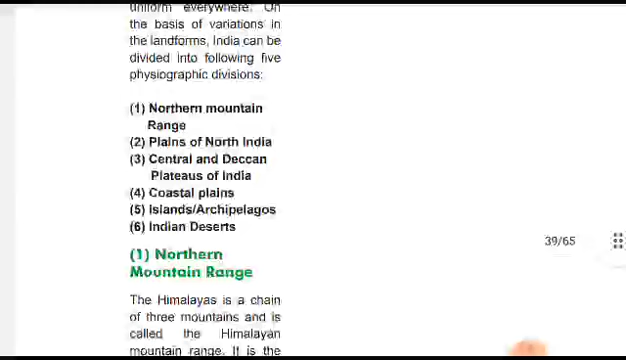 uniform everywhere. On
the basis of variations in
the landforms, India can be
divided into following five
physiographic divisions:
(1) Northern mountain
Range
(2) Plains of North India
(3) Central and Deccan
Plateaus of India
(4) Coastal plains
(5) Islands/Archipelagos
(6) Indian Deserts
39/65
(1) Northern
Mountain Range
The Himalayas is a chain
of three mountains and is
called the Himalayan
mountain range. It is the